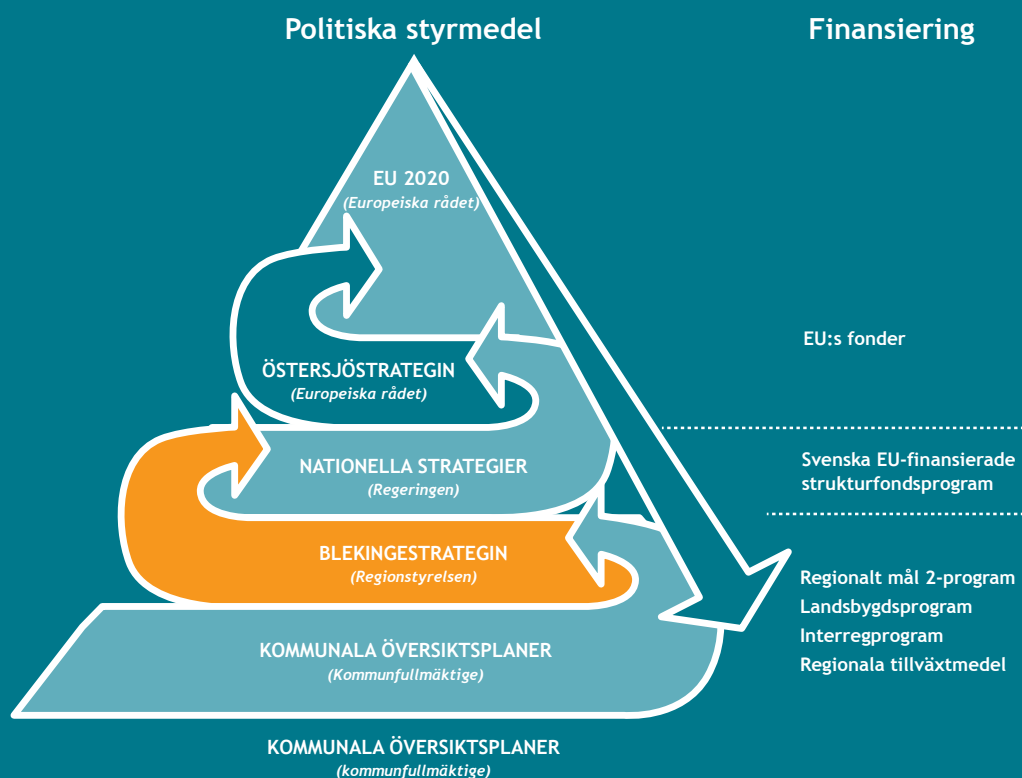 Politiska styrmedel
Finansiering
EU 2020
(Europeiska rådet)
ÖSTERSJÖSTRATEGIN
(Europeiska rådet)
NATIONELLA STRATEGIER
(Regeringen)
BLEKINGESTRATEGIN
(Regionstyrelsen)
KOMMUNALA ÖVERSIKTSPLANER
(Kommunfullmäktige)
KOMMUNALA ÖVERSIKTSPLANER
(kommunfullmäktige)
EU:s fonder
Svenska EU-finansierade
strukturfondsprogram
Regionalt mål 2-program
Landsbygdsprogram
Interregprogram
Regionala tillväxtmedel